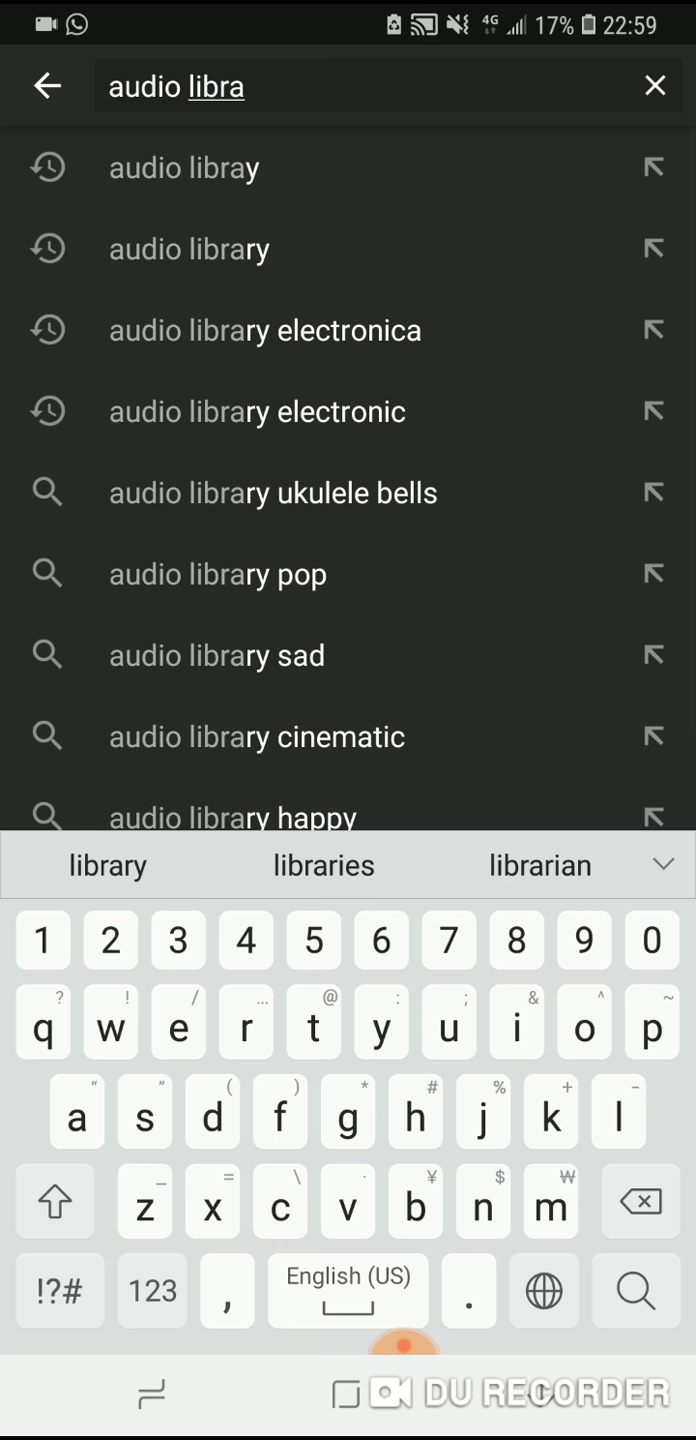 4G 17% 22:59
audio libra
audio libray
audio library
audio library electronica
audio library electronic
audio library ukulele bells
audio library pop
audio library sad
audio library cinematic
audio library happy
library libraries librarian
1 2 3 4 5 6 7 8 9 0
? ! / ... @ : ; & ^ ~
q w e r t y u i o p
" " ( ) * # % + -
a s d f g h j k l
_ = \ · ¥ $ ₩
z x c v b n m
!?# 123 , English (US) .
DU RECORDER